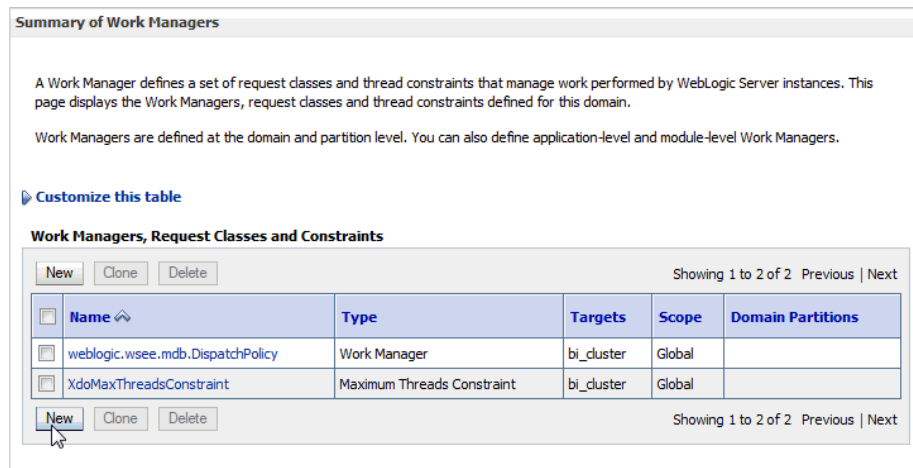 Summary of Work Managers
A Work Manager defines a set of request classes and thread constraints that manage work performed by WebLogic Server instances. This
page displays the Work Managers, request classes and thread constraints defined for this domain.
Work Managers are defined at the domain and partition level. You can also define application-level and module-level Work Managers.
Customize this table
Work Managers, Request Classes and Constraints
New Clone Delete Showing 1 to 2 of 2 Previous | Next
Name Type Targets Scope Domain Partitions
weblogic.wsee.mdb.DispatchPolicy Work Manager bi_cluster Global
XdoMaxThreadsConstraint Maximum Threads Constraint bi_cluster Global
New Clone Delete Showing 1 to 2 of 2 Previous | Next